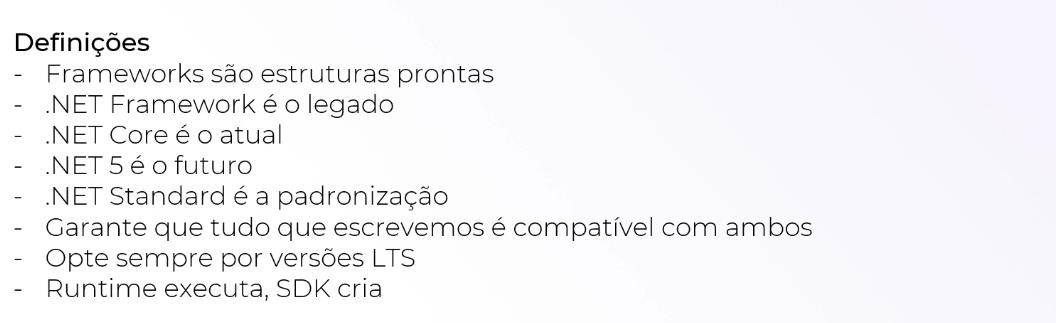 Definições
- Frameworks são estruturas prontas
- .NET Framework é o legado
- .NET Core é o atual
- .NET 5 é o futuro
- .NET Standard é a padronização
- Garante que tudo que escrevemos é compatível com ambos
- Opte sempre por versões LTS
- Runtime executa, SDK cria